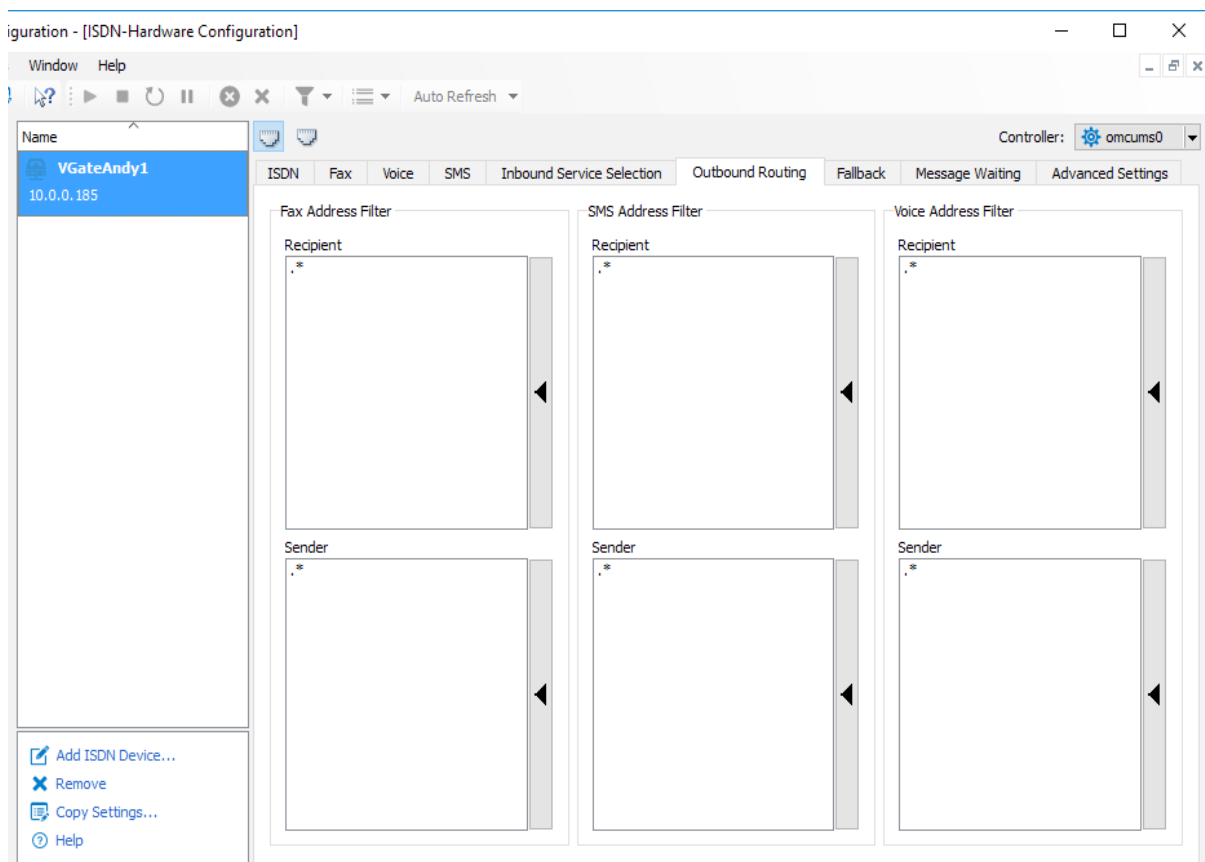 iguration - [ISDN-Hardware Configuration]
Window Help
Auto Refresh
Name
Controller: omcums0
VGateAndy1
10.0.0.185
ISDN Fax Voice SMS Inbound Service Selection Outbound Routing Fallback Message Waiting Advanced Settings
Fax Address Filter SMS Address Filter Voice Address Filter
Recipient Recipient Recipient
.* .* .*
Sender Sender Sender
.* .* .*
Add ISDN Device...
Remove
Copy Settings...
Help